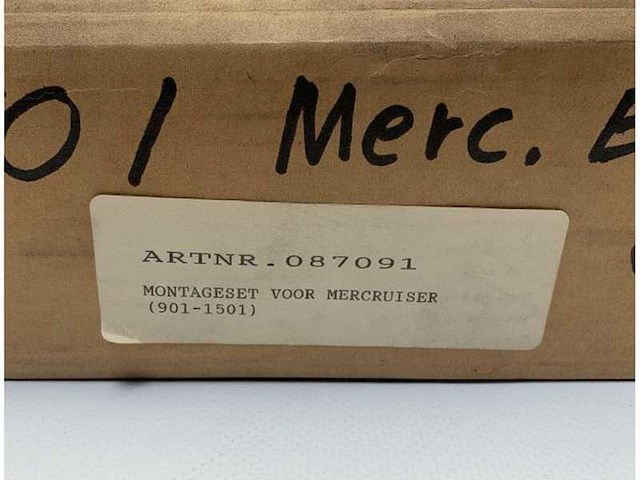 01 Merc.
ARTNR.087091
MONTAGESET VOOR MERCRUISER
(901-1501)